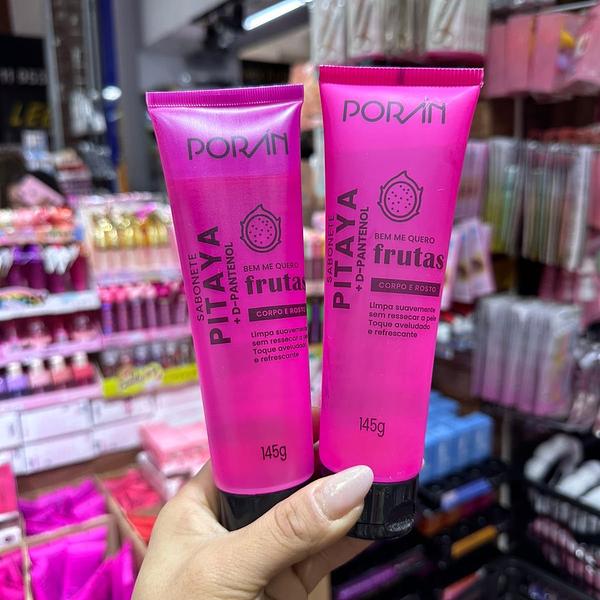 PORÁN
SABONETE
PITAYA
+ D-PANTENOL
BEM ME QUERO
frutas
CORPO E ROSTO
Limpa suavemente
sem ressecar a pele
Toque aveludado
e refrescante
145g
PORÁN
SABONETE
PITAYA
+ D-PANTENOL
BEM ME QUERO
frutas
CORPO E ROSTO
Limpa suavemente
sem ressecar a pele
Toque aveludado
e refrescante
145g